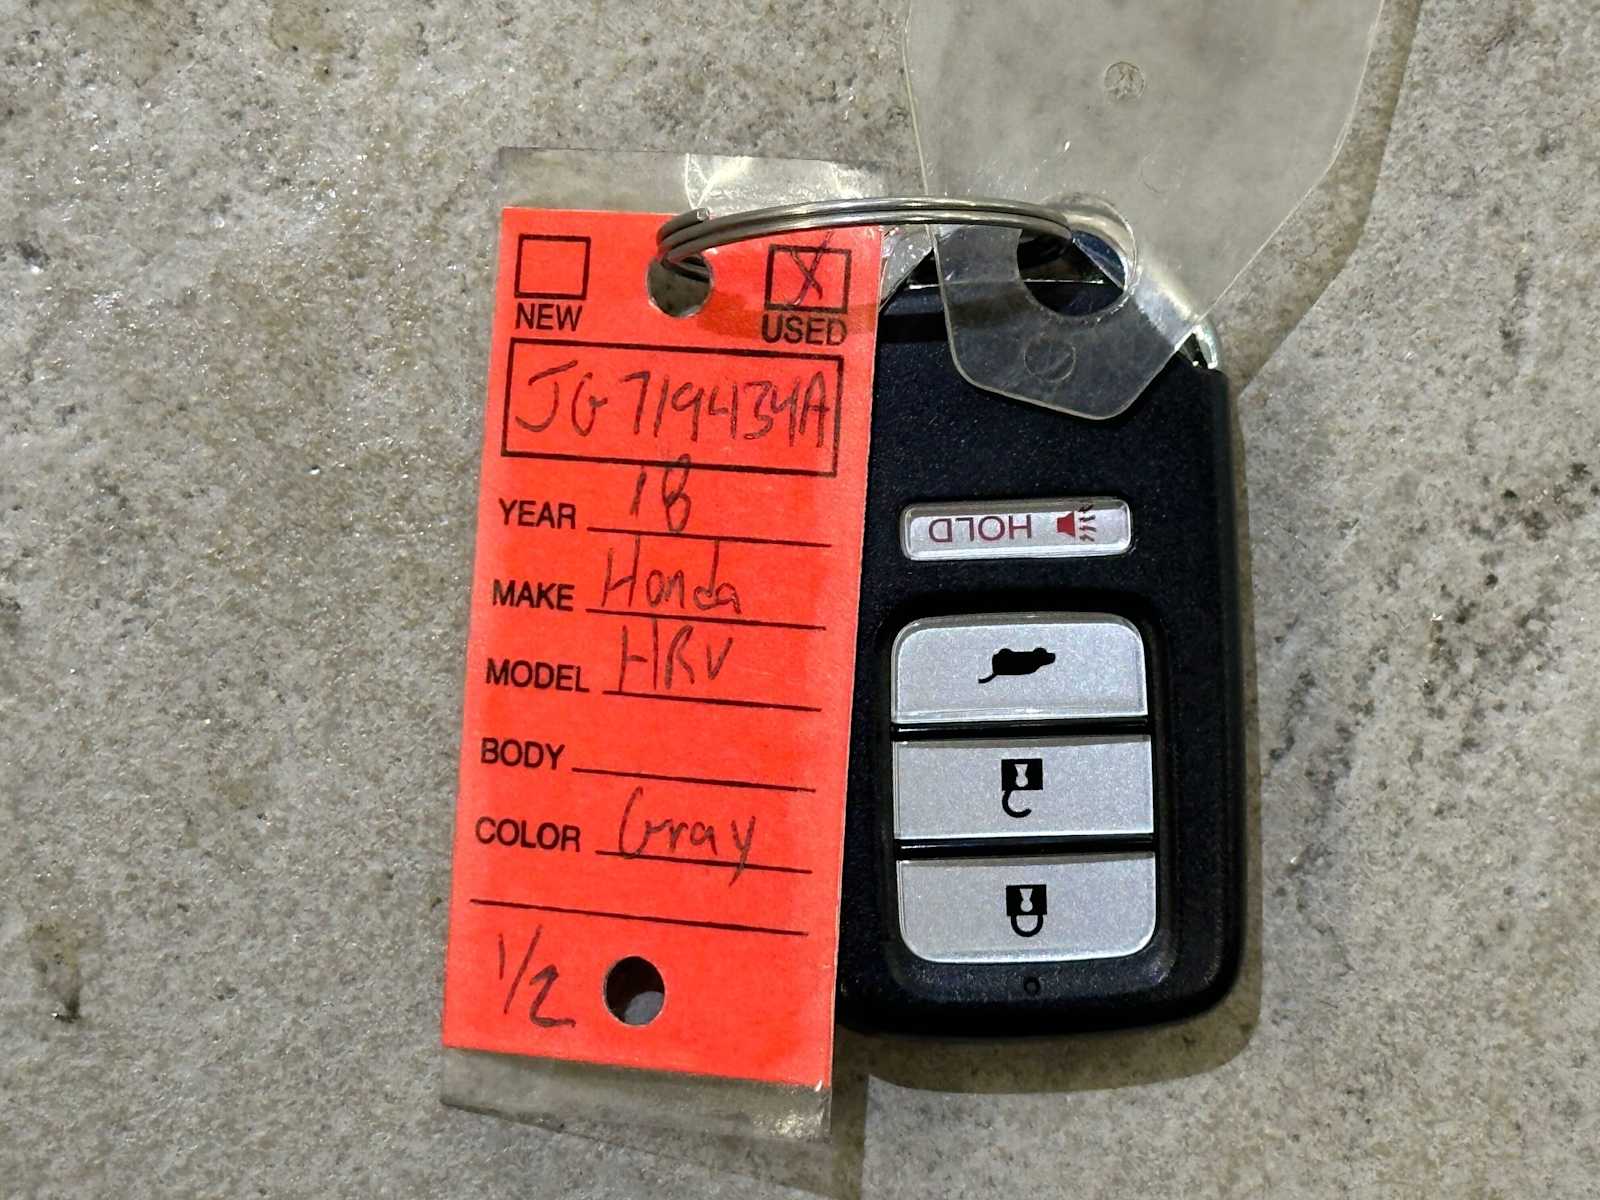 NEW USED
JG719434A
YEAR 18
MAKE Honda
MODEL HRV
BODY
COLOR Gray
1/2
HOLD